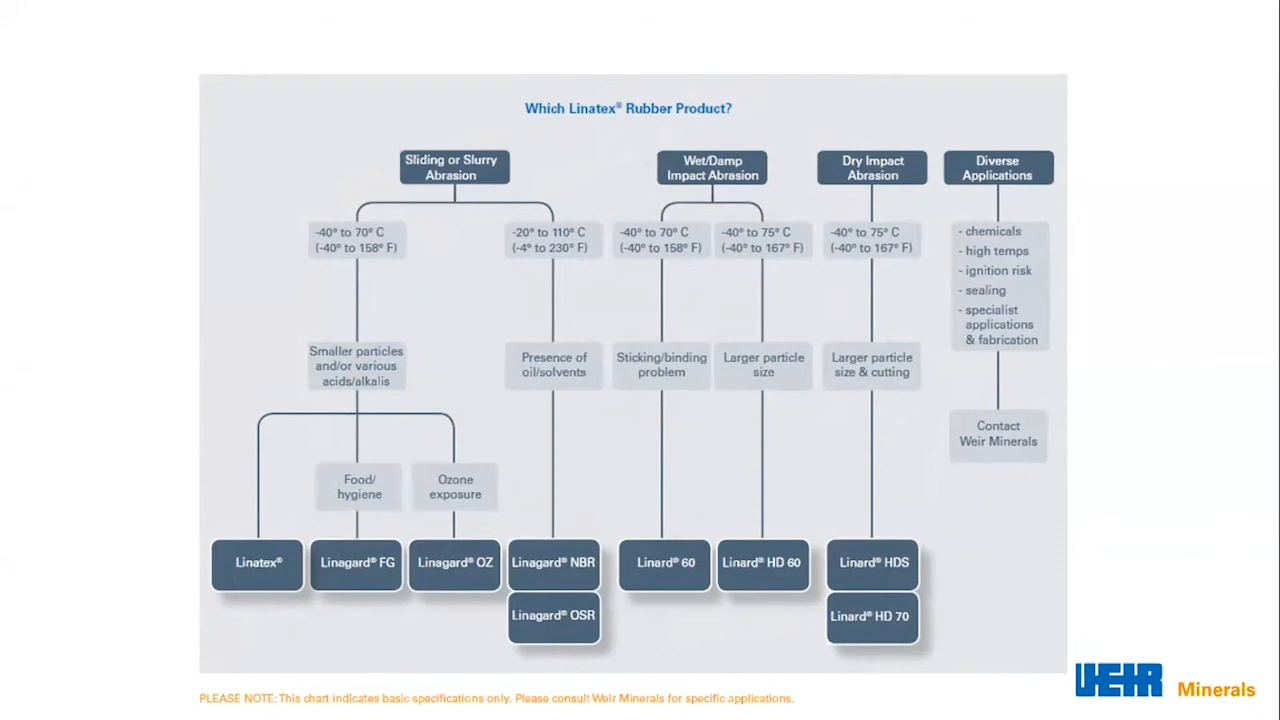 Which Linatex® Rubber Product?
Sliding or Slurry
Abrasion
Wet/Damp
Impact Abrasion
Dry Impact
Abrasion
Diverse
Applications
-40° to 70° C
(-40° to 158° F)
-20° to 110° C
(-4° to 230° F)
-40° to 70° C
(-40° to 158° F)
-40° to 75° C
(-40° to 167° F)
-40° to 75° C
(-40° to 167° F)
- chemicals
- high temps
- ignition risk
- sealing
- specialist
applications
& fabrication
Smaller particles
and/or various
acids/alkalis
Presence of
oil/solvents
Sticking/binding
problem
Larger particle
size
Larger particle
size & cutting
Contact
Weir Minerals
Food/
hygiene
Ozone
exposure
Linatex®
Linagard® FG
Linagard® OZ
Linagard® NBR
Linard® 60
Linard® HD 60
Linard® HDS
Linagard® OSR
Linard® HD 70
PLEASE NOTE: This chart indicates basic specifications only. Please consult Weir Minerals for specific applications.
WEIR Minerals